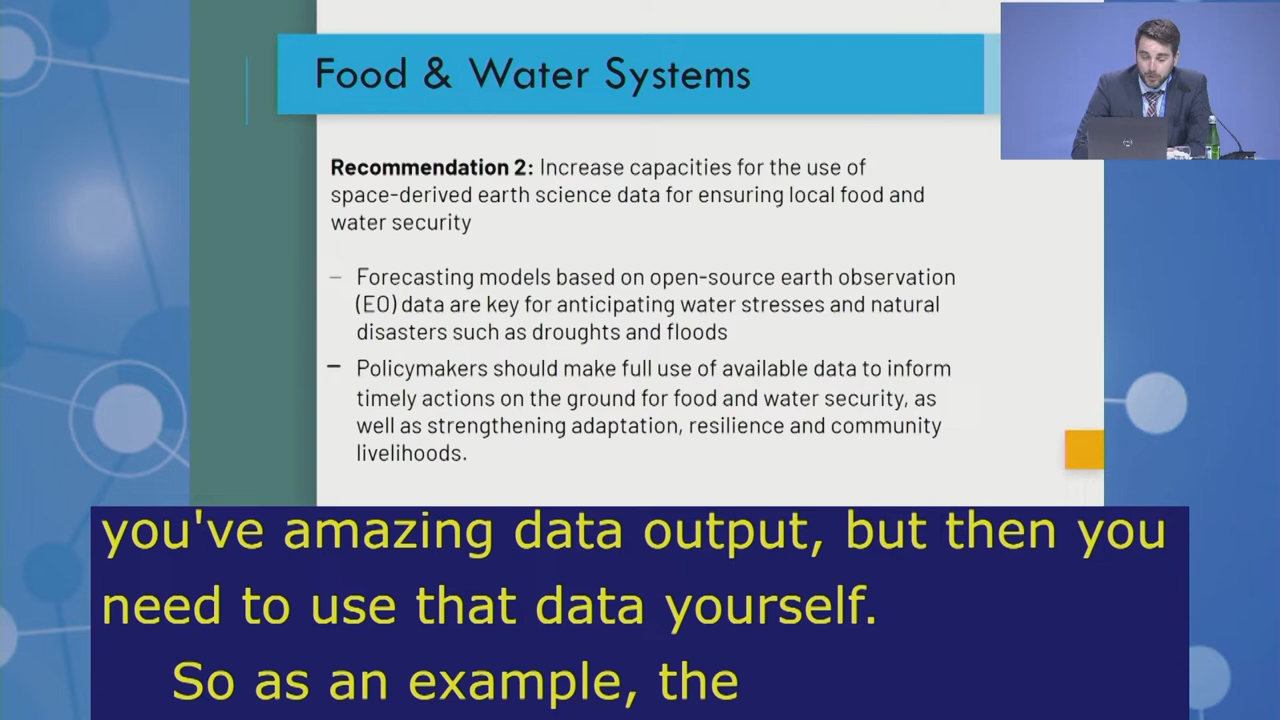 Food & Water Systems
Recommendation 2: Increase capacities for the use of
space-derived earth science data for ensuring local food and
water security
– Forecasting models based on open-source earth observation
(EO) data are key for anticipating water stresses and natural
disasters such as droughts and floods
– Policymakers should make full use of available data to inform
timely actions on the ground for food and water security, as
well as strengthening adaptation, resilience and community
livelihoods.
you've amazing data output, but then you
need to use that data yourself.
So as an example, the